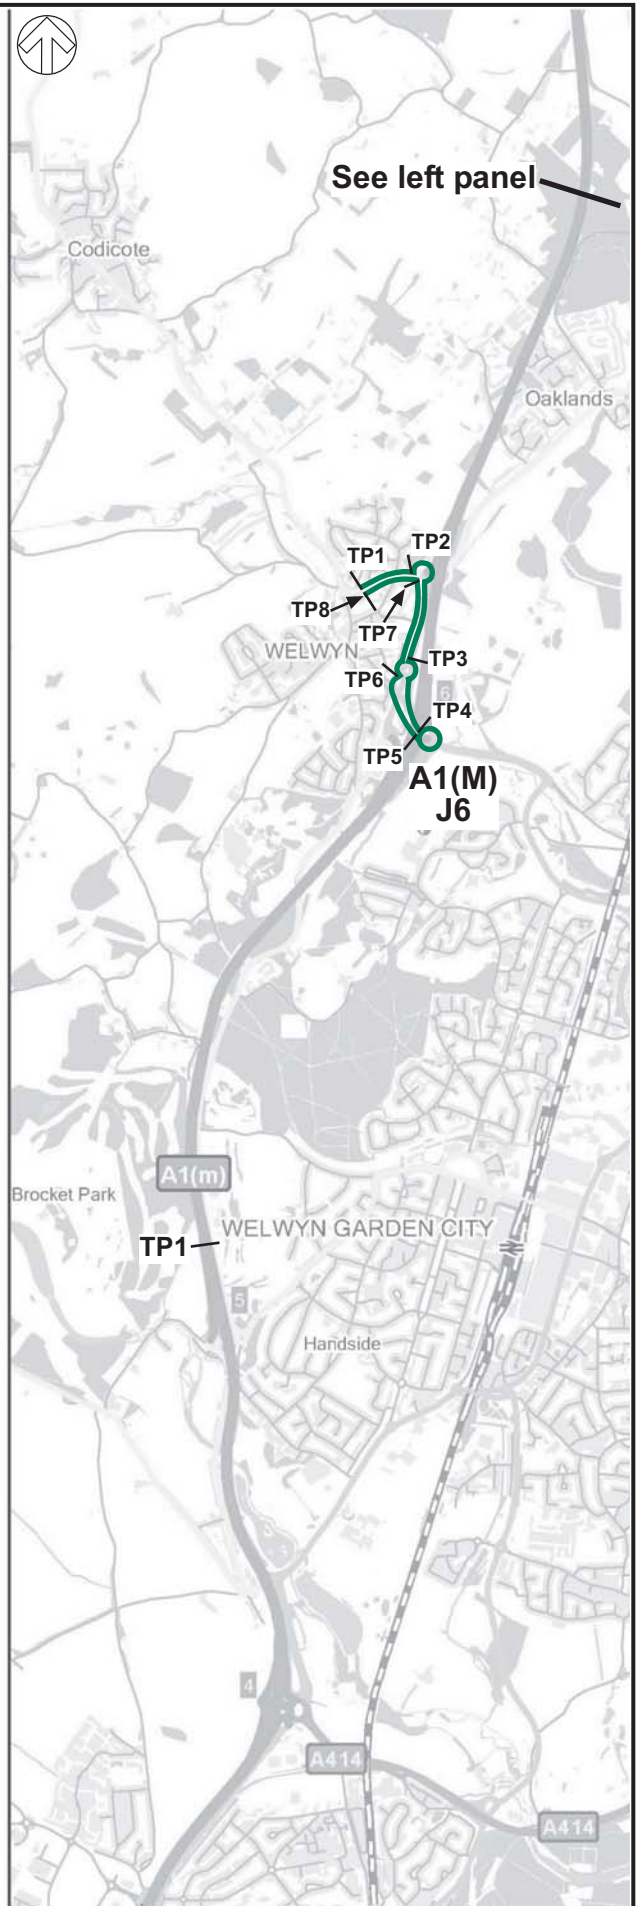 See left panel
Codicote
Oaklands
TP2
TP1
TP8
TP7
WELWYN
TP3
TP6
6
TP4
TP5
A1(M)
J6
A1(m)
Brocket Park
WELWYN GARDEN CITY
TP1
5
Handside
4
A414
A414